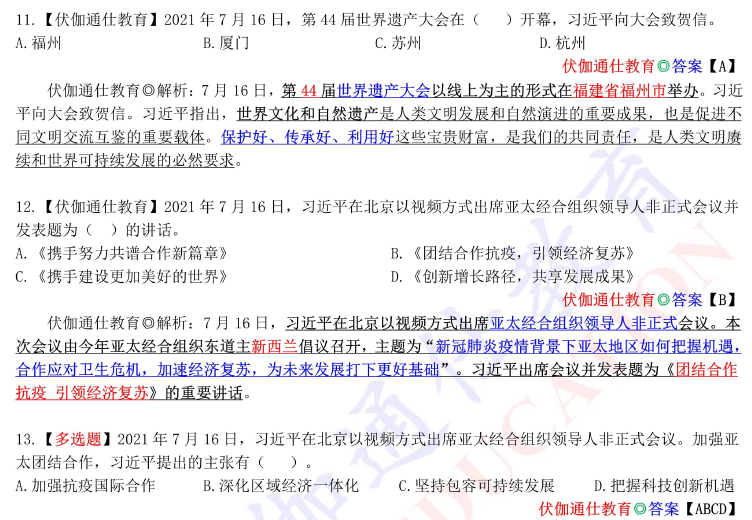 11.【伏伽通仕教育】2021 年 7 月 16 日，第 44 届世界遗产大会在（ ）开幕，习近平向大会致贺信。
A.福州 B.厦门 C.苏州 D.杭州
伏伽通仕教育◎答案【A】
伏伽通仕教育◎解析：7 月 16 日，第 44 届世界遗产大会以线上为主的形式在福建省福州市举办。习近
平向大会致贺信。习近平指出，世界文化和自然遗产是人类文明发展和自然演进的重要成果，也是促进不
同文明交流互鉴的重要载体。保护好、传承好、利用好这些宝贵财富，是我们的共同责任，是人类文明赓
续和世界可持续发展的必然要求。
12.【伏伽通仕教育】2021 年 7 月 16 日，习近平在北京以视频方式出席亚太经合组织领导人非正式会议并
发表题为（ ）的讲话。
A.《携手努力共谱合作新篇章》 B.《团结合作抗疫，引领经济复苏》
C.《携手建设更加美好的世界》 D.《创新增长路径，共享发展成果》
伏伽通仕教育◎答案【B】
伏伽通仕教育◎解析：7 月 16 日，习近平在北京以视频方式出席亚太经合组织领导人非正式会议。本
次会议由今年亚太经合组织东道主新西兰倡议召开，主题为“新冠肺炎疫情背景下亚太地区如何把握机遇，
合作应对卫生危机，加速经济复苏，为未来发展打下更好基础”。习近平出席会议并发表题为《团结合作
抗疫 引领经济复苏》的重要讲话。
13.【多选题】2021 年 7 月 16 日，习近平在北京以视频方式出席亚太经合组织领导人非正式会议。加强亚
太团结合作，习近平提出的主张有（ ）。
A.加强抗疫国际合作 B.深化区域经济一体化 C.坚持包容可持续发展 D.把握科技创新机遇
伏伽通仕教育◎答案【ABCD】
伽通仕教育
EDUCATION